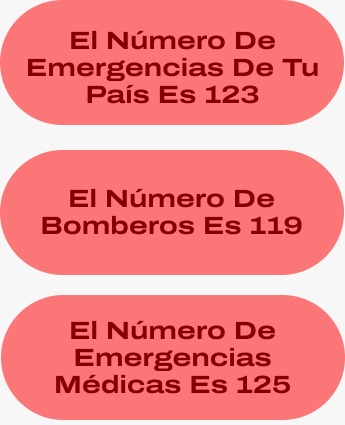 El Número De
Emergencias De Tu
País Es 123
El Número De
Bomberos Es 119
El Número De
Emergencias
Médicas Es 125